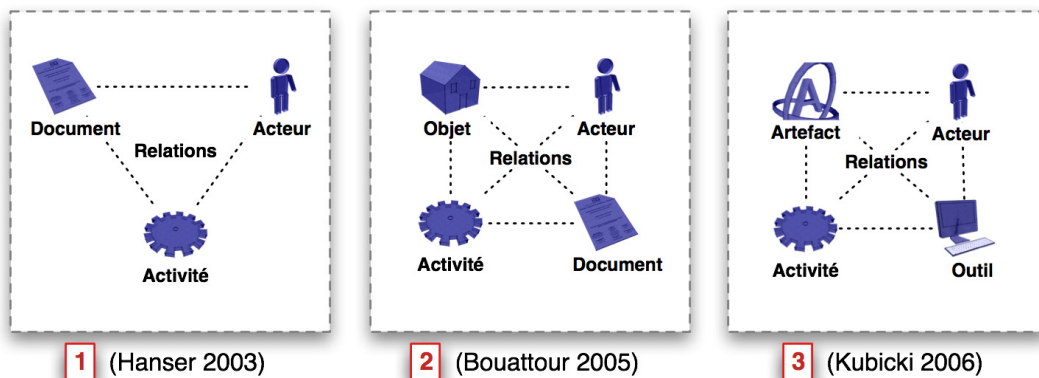 Document
Acteur
Relations
Activité
1 (Hanser 2003)
Objet
Acteur
Relations
Activité
Document
2 (Bouattour 2005)
Artefact
Acteur
Relations
Activité
Outil
3 (Kubicki 2006)